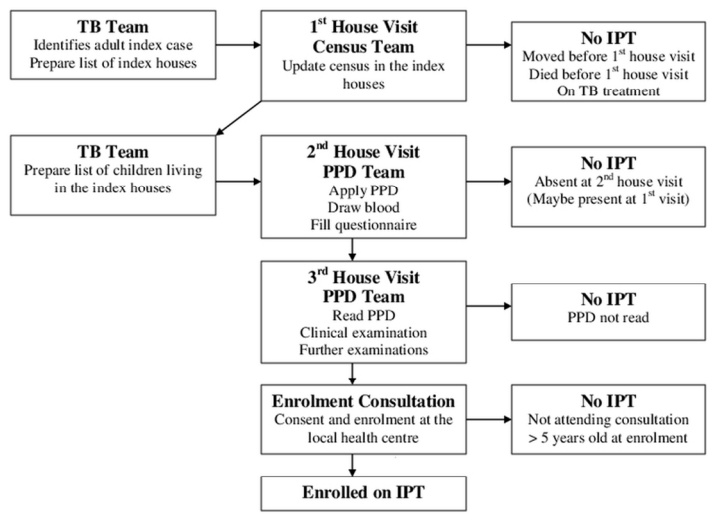 TB Team
Identifies adult index case
Prepare list of index houses
1st House Visit
Census Team
Update census in the index
houses
No IPT
Moved before 1st house visit
Died before 1st house visit
On TB treatment
TB Team
Prepare list of children living
in the index houses
2nd House Visit
PPD Team
Apply PPD
Draw blood
Fill questionnaire
No IPT
Absent at 2nd house visit
(Maybe present at 1st visit)
3rd House Visit
PPD Team
Read PPD
Clinical examination
Further examinations
No IPT
PPD not read
Enrolment Consultation
Consent and enrolment at the
local health centre
No IPT
Not attending consultation
> 5 years old at enrolment
Enrolled on IPT